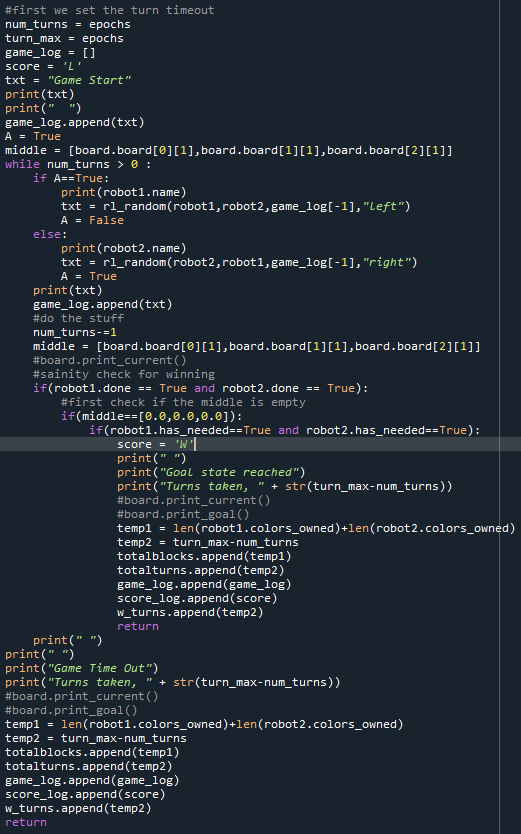 #first we set the turn timeout
num_turns = epochs
turn_max = epochs
game_log = []
score = 'L'
txt = "Game Start"
print(txt)
print("  ")
game_log.append(txt)
A = True
middle = [board.board[0][1],board.board[1][1],board.board[2][1]]
while num_turns > 0 :
    if A==True:
        print(robot1.name)
        txt = rl_random(robot1,robot2,game_log[-1],"left")
        A = False
    else:
        print(robot2.name)
        txt = rl_random(robot2,robot1,game_log[-1],"right")
        A = True
    print(txt)
    game_log.append(txt)
    #do the stuff
    num_turns-=1
    middle = [board.board[0][1],board.board[1][1],board.board[2][1]]
    #board.print_current()
    #sainity check for winning
    if(robot1.done == True and robot2.done == True):
        #first check if the middle is empty
        if(middle==[0.0,0.0,0.0]):
            if(robot1.has_needed==True and robot2.has_needed==True):
                score = 'W'
                print(" ")
                print("Goal state reached")
                print("Turns taken, " + str(turn_max-num_turns))
                #board.print_current()
                #board.print_goal()
                temp1 = len(robot1.colors_owned)+len(robot2.colors_owned)
                temp2 = turn_max-num_turns
                totalblocks.append(temp1)
                totalturns.append(temp2)
                game_log.append(game_log)
                score_log.append(score)
                w_turns.append(temp2)
                return
    print(" ")
print(" ")
print("Game Time Out")
print("Turns taken, " + str(turn_max-num_turns))
#board.print_current()
#board.print_goal()
temp1 = len(robot1.colors_owned)+len(robot2.colors_owned)
temp2 = turn_max-num_turns
totalblocks.append(temp1)
totalturns.append(temp2)
game_log.append(game_log)
score_log.append(score)
w_turns.append(temp2)
return